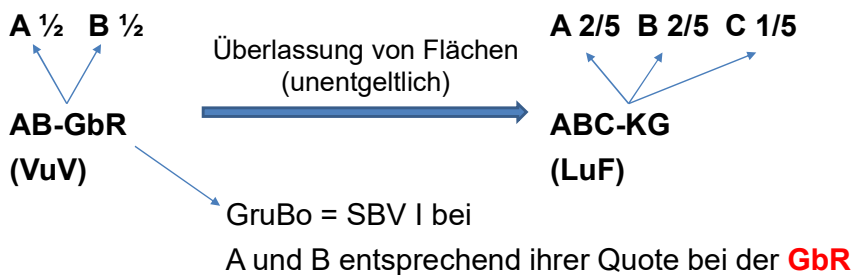 A ½ B ½
Überlassung von Flächen
(unentgeltlich)
A 2/5 B 2/5 C 1/5
AB-GbR
(VuV)
ABC-KG
(LuF)
GruBo = SBV I bei
A und B entsprechend ihrer Quote bei der GbR